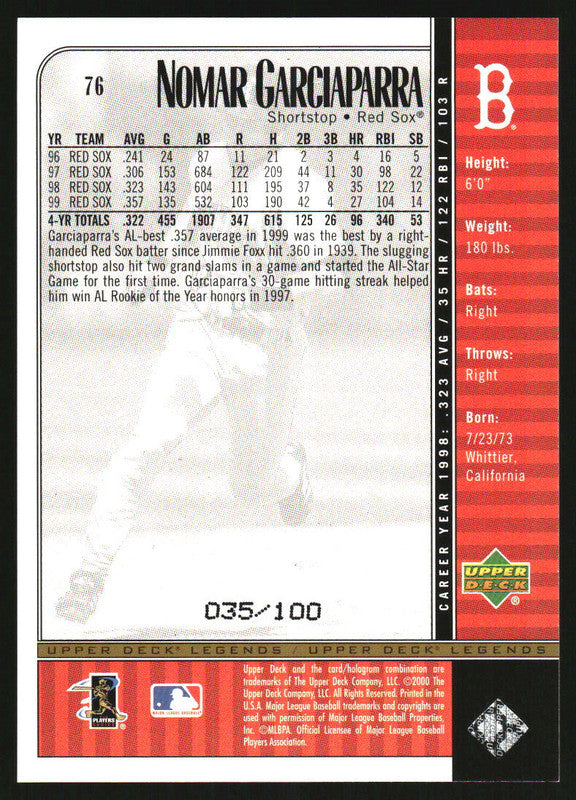 76
NOMAR GARCIAPARRA
Shortstop • Red Sox®
YR TEAM AVG G AB R H 2B 3B HR RBI SB
96 RED SOX .241 24 87 11 21 2 3 4 16 5
97 RED SOX .306 153 684 122 209 44 11 30 98 22
98 RED SOX .323 143 604 111 195 37 8 35 122 12
99 RED SOX .357 135 532 103 190 42 4 27 104 14
4-YR TOTALS .322 455 1907 347 615 125 26 96 340 53
Garciaparra's AL-best .357 average in 1999 was the best by a right-
handed Red Sox batter since Jimmie Foxx hit .360 in 1939. The slugging
shortstop also hit two grand slams in a game and started the All-Star
Game for the first time. Garciaparra's 30-game hitting streak helped
him win AL Rookie of the Year honors in 1997.
035/100
CAREER YEAR 1998: .323 AVG / 35 HR / 122 RBI / 103 R
B®
Height:
6'0"
Weight:
180 lbs.
Bats:
Right
Throws:
Right
Born:
7/23/73
Whittier,
California
UPPER
DECK
®
UPPER DECK® LEGENDS / UPPER DECK® LEGENDS
PLAYERS
MAJOR LEAGUE BASEBALL
Upper Deck and the card/hologram combination are
trademarks of The Upper Deck Company, LLC. ©2000 The
Upper Deck Company, LLC. All Rights Reserved. Printed in the
U.S.A. Major League Baseball trademarks and copyrights are
used with permission of Major League Baseball Properties,
Inc. ©MLBPA. Official Licensee of Major League Baseball
Players Association.